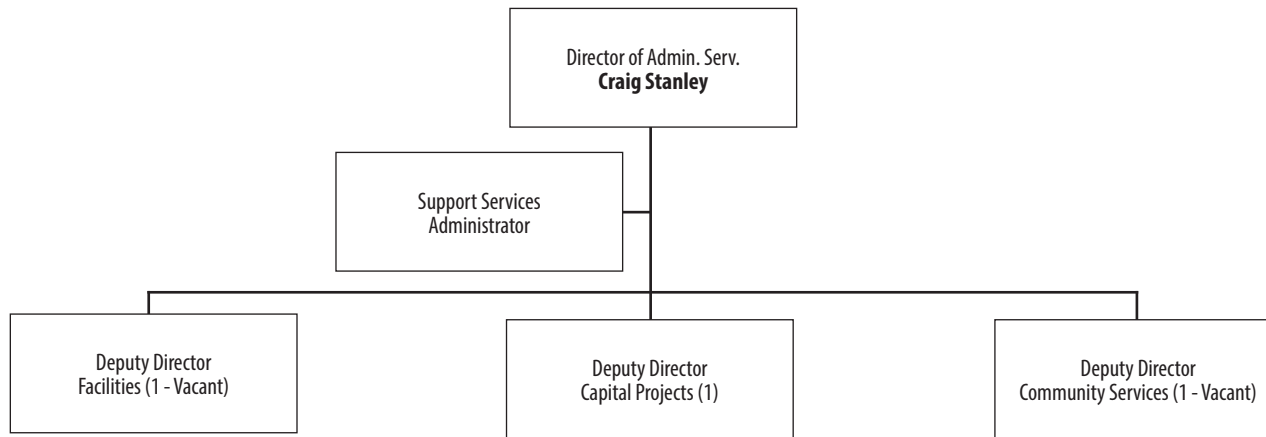 Director of Admin. Serv.
Craig Stanley
Support Services
Administrator
Deputy Director
Facilities (1 - Vacant)
Deputy Director
Capital Projects (1)
Deputy Director
Community Services (1 - Vacant)